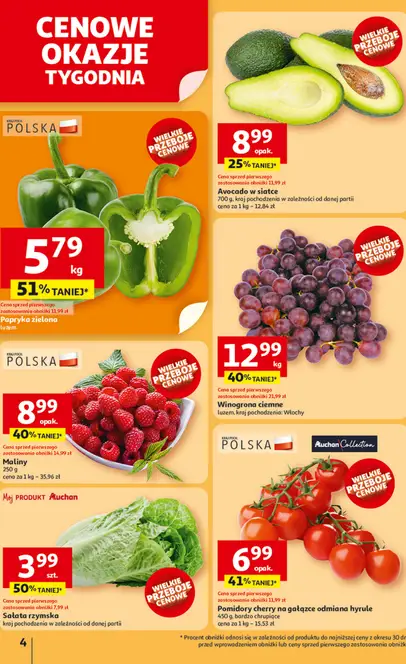 CENOWE
OKAZJE
TYGODNIA
WIELKIE
PRZEBOJE
CENOWE
8 99
opak.
25% TANIEJ*
Cena sprzed pierwszego
zastosowania obniżki 11,99 zł
Avocado w siatce
700 g, kraj pochodzenia w zależności od danej partii
cena za 1 kg – 12,84 zł
POLSKA
WIELKIE
PRZEBOJE
CENOWE
5 79
kg
51% TANIEJ*
Cena sprzed pierwszego
zastosowania obniżki 11,99 zł
Papryka zielona
luzem
WIELKIE
PRZEBOJE
CENOWE
12 99
kg
40% TANIEJ*
Cena sprzed pierwszego
zastosowania obniżki 21,99 zł
Winogrona ciemne
luzem, kraj pochodzenia: Włochy
POLSKA
WIELKIE
PRZEBOJE
CENOWE
8 99
opak.
40% TANIEJ*
Cena sprzed pierwszego
zastosowania obniżki 14,99 zł
Maliny
250 g
cena za 1 kg – 35,96 zł
POLSKA
Auchan Collection
WIELKIE
PRZEBOJE
CENOWE
6 99
opak.
41% TANIEJ*
Cena sprzed pierwszego
zastosowania obniżki 11,99 zł
Pomidory cherry na gałązce odmiana hyrule
450 g, bardzo chrupiące
cena za 1 kg – 15,53 zł
Mój PRODUKT Auchan
3 99
szt.
50% TANIEJ*
Cena sprzed pierwszego
zastosowania obniżki 7,99 zł
Sałata rzymska
kraj pochodzenia w zależności od danej partii
4
* Procent obniżki odnosi się w zależności od produktu do najniższej ceny z okresu 30 dn
przed wprowadzeniem obniżki lub ceny sprzed pierwszego zastosowania obniżk